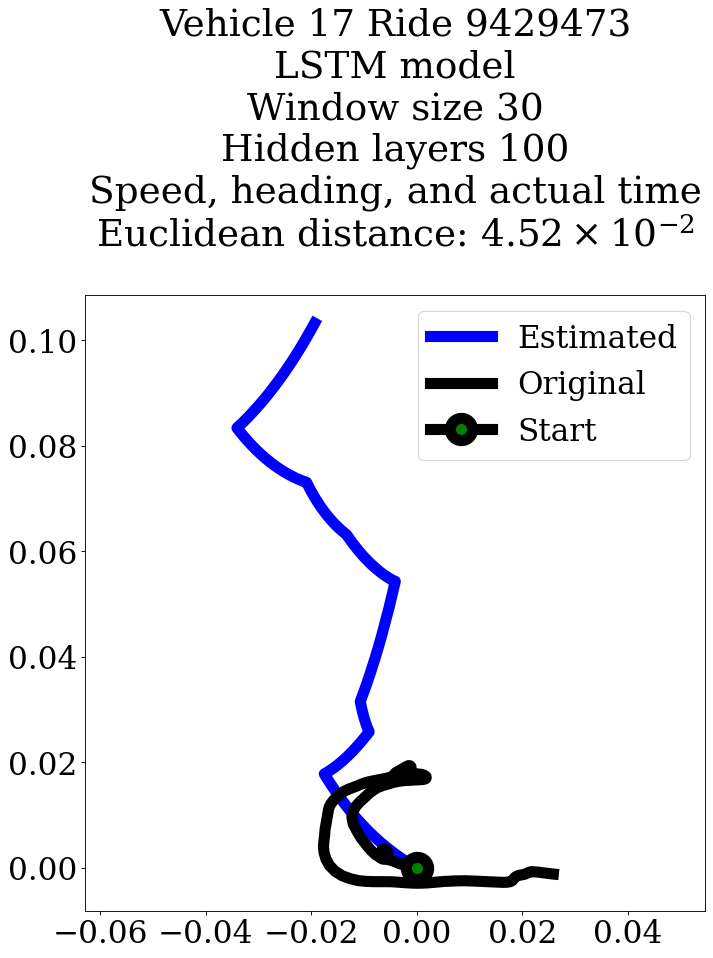 Vehicle 17 Ride 9429473
LSTM model
Window size 30
Hidden layers 100
Speed, heading, and actual time
Euclidean distance: 4.52 × 10⁻²
Estimated
Original
Start
0.10
0.08
0.06
0.04
0.02
0.00
−0.06 −0.04 −0.02 0.00 0.02 0.04